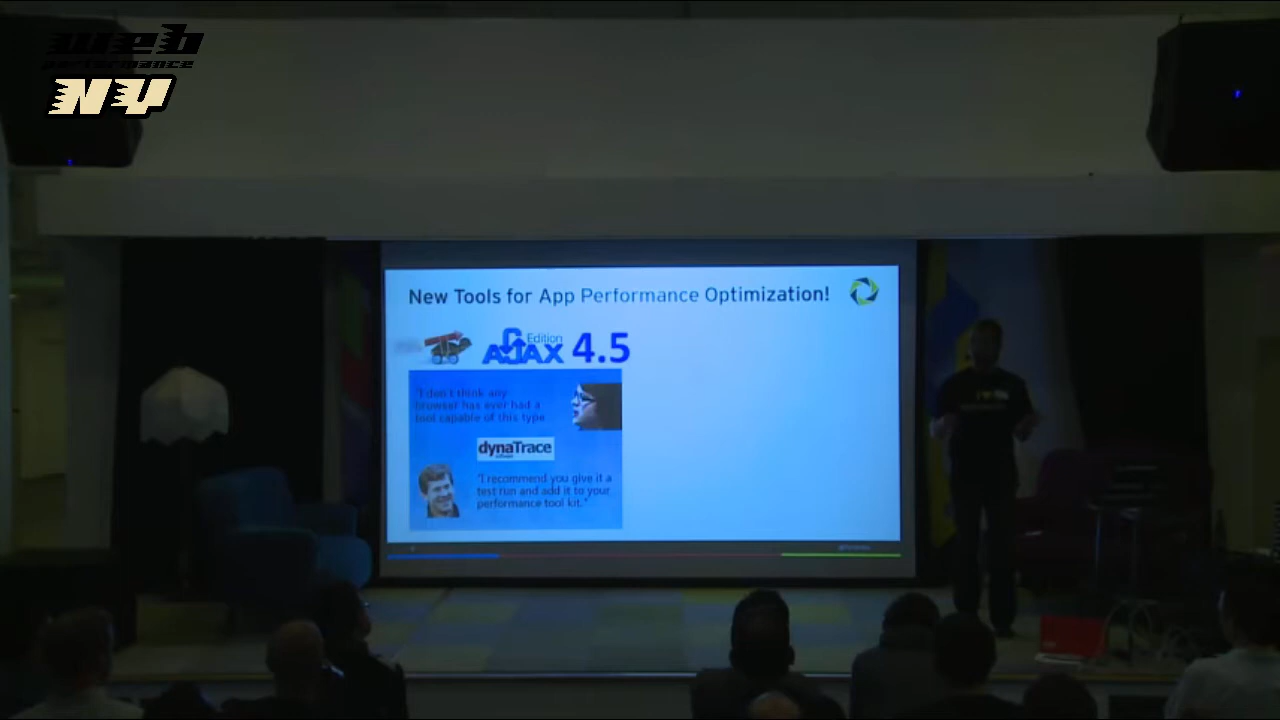 web
performance
NY
New Tools for App Performance Optimization!
AJAX Edition 4.5
"I don't think any
browser has ever had a
tool capable of this type
dynaTrace
software
"I recommend you give it a
test run and add it to your
performance tool kit."